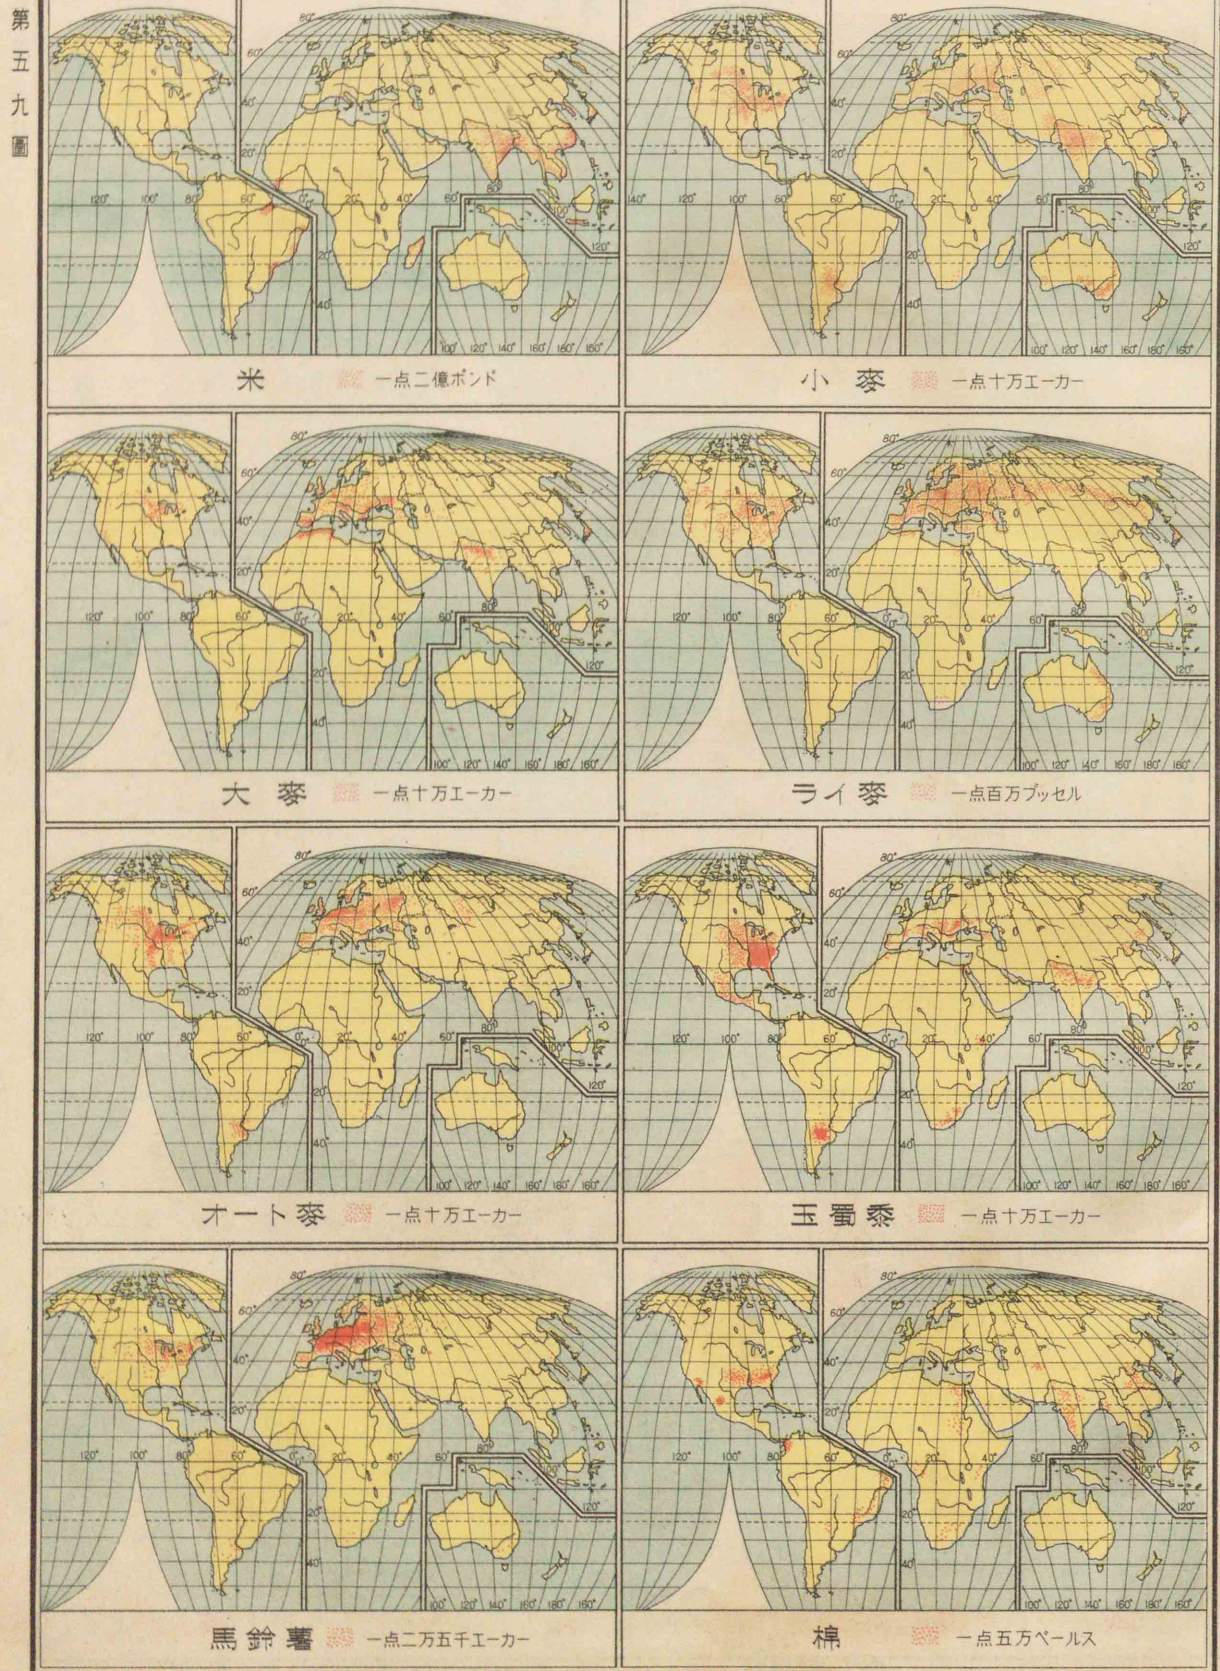 第五九圖
米 一点二億ポンド
小麥 一点十万エーカー
大麥 一点十万エーカー
ライ麥 一点百万ブッセル
オート麥 一点十万エーカー
玉蜀黍 一点十万エーカー
馬鈴薯 一点二万五千エーカー
棉 一点五万ベールス